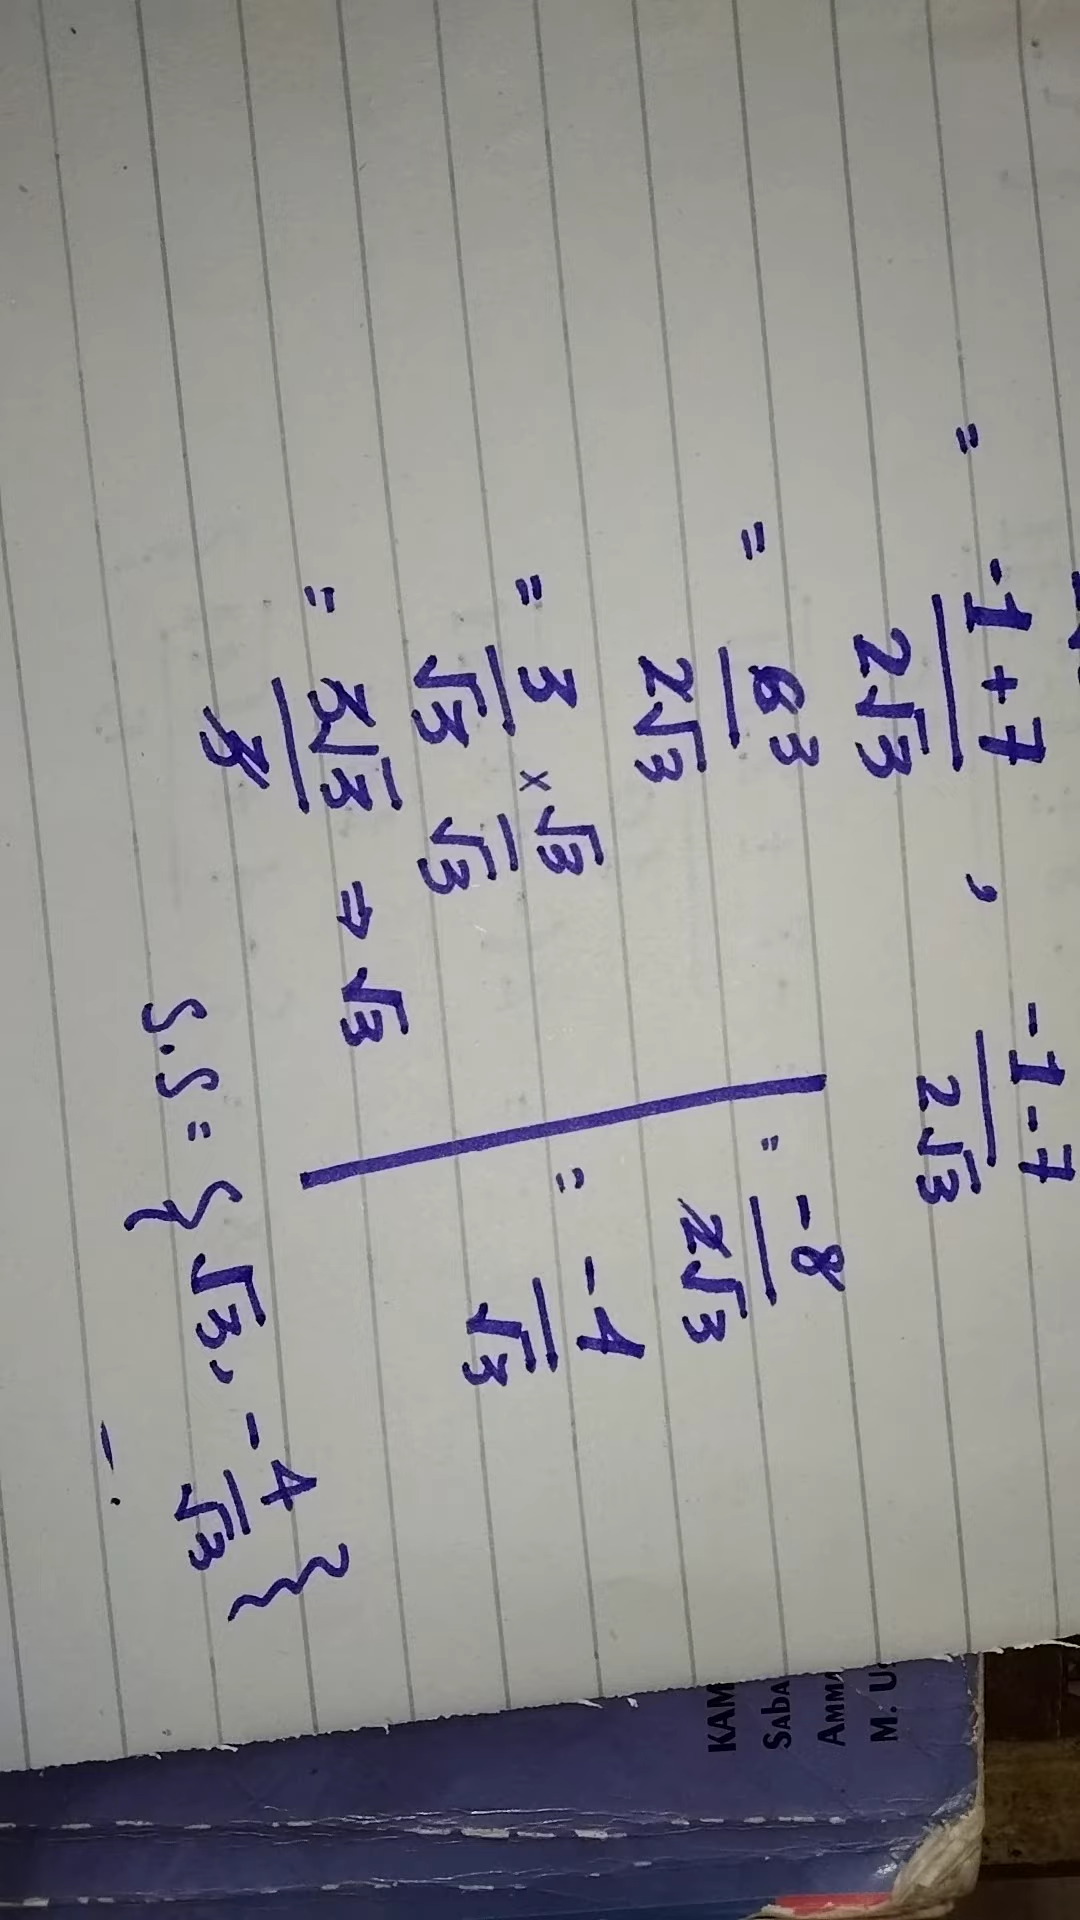 = -1+7/2√3 , -1-7/2√3
= 6 3/2√3
= -8/2√3
= 3/√3 × √3/√3
= -4/√3
= 3√3/3 ⇒ √3
S.S = { √3, -4/√3 }
KAM
SAbA
AMMA
M. U